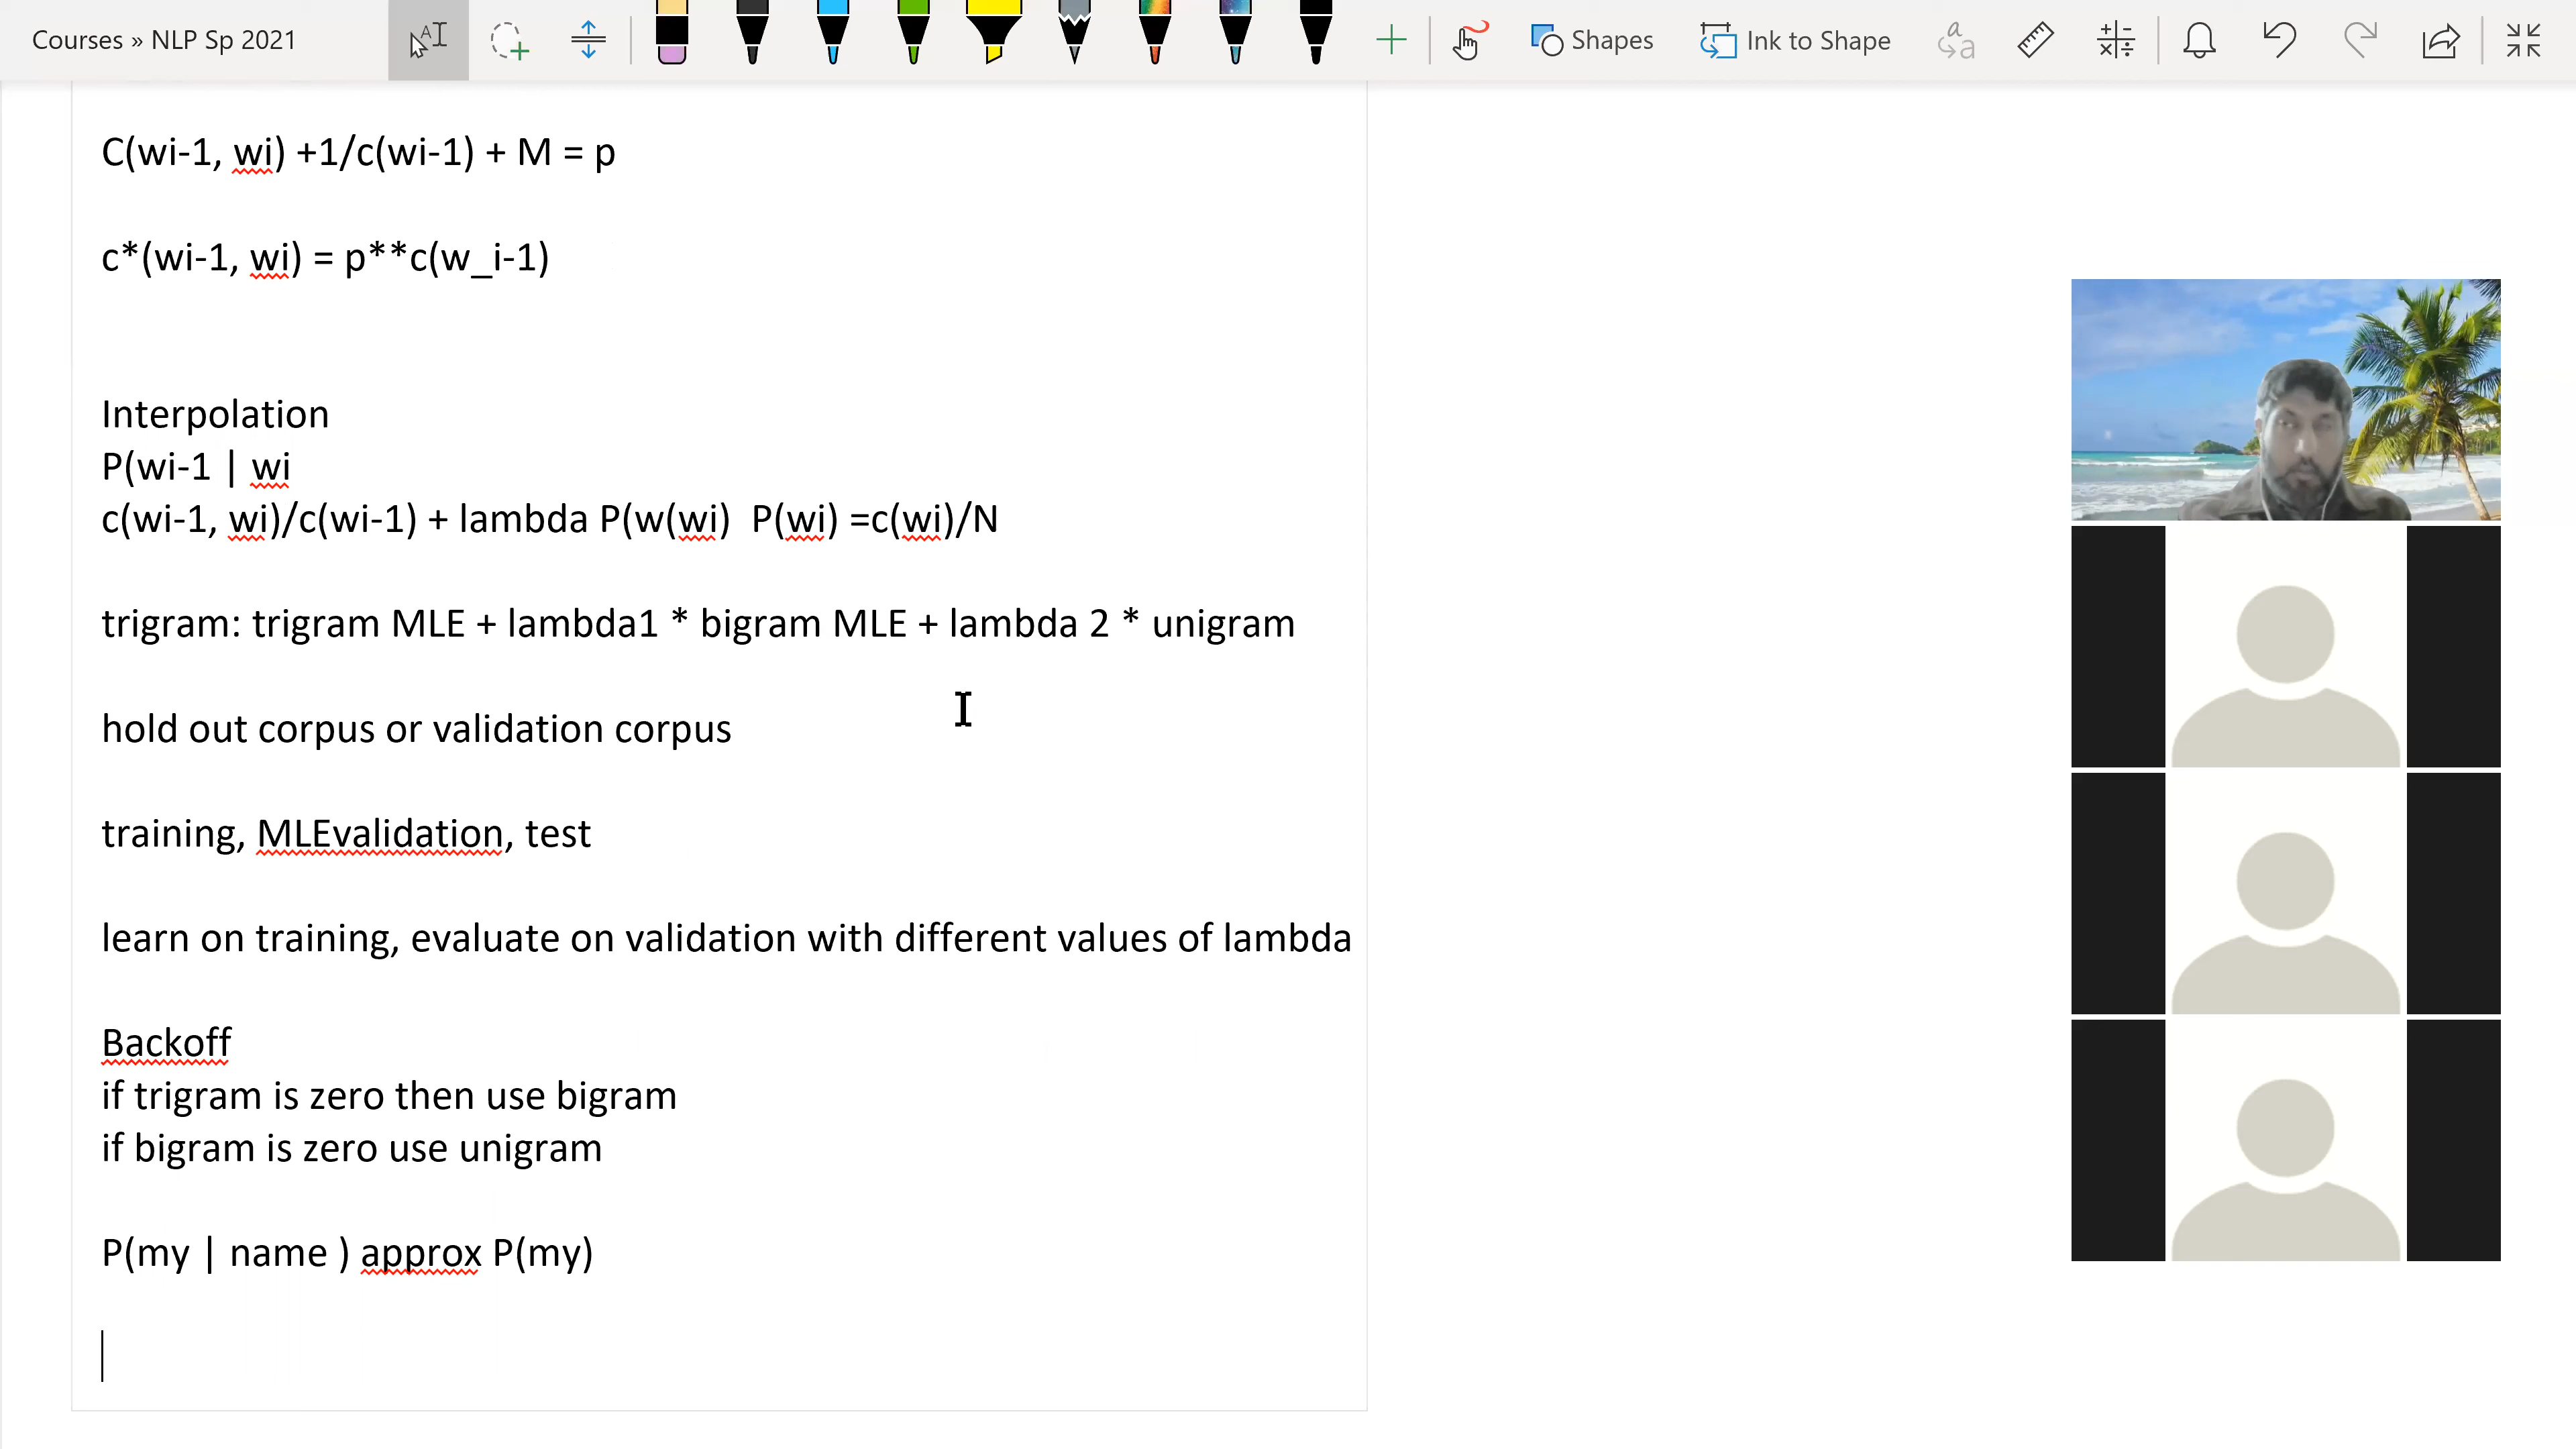 Courses » NLP Sp 2021
Shapes
Ink to Shape
C(wi-1, wi) +1/c(wi-1) + M = p
c*(wi-1, wi) = p**c(w_i-1)
Interpolation
P(wi-1 | wi
c(wi-1, wi)/c(wi-1) + lambda P(w(wi)  P(wi) =c(wi)/N
trigram: trigram MLE + lambda1 * bigram MLE + lambda 2 * unigram
hold out corpus or validation corpus
training, MLEvalidation, test
learn on training, evaluate on validation with different values of lambda
Backoff
if trigram is zero then use bigram
if bigram is zero use unigram
P(my | name ) approx P(my)